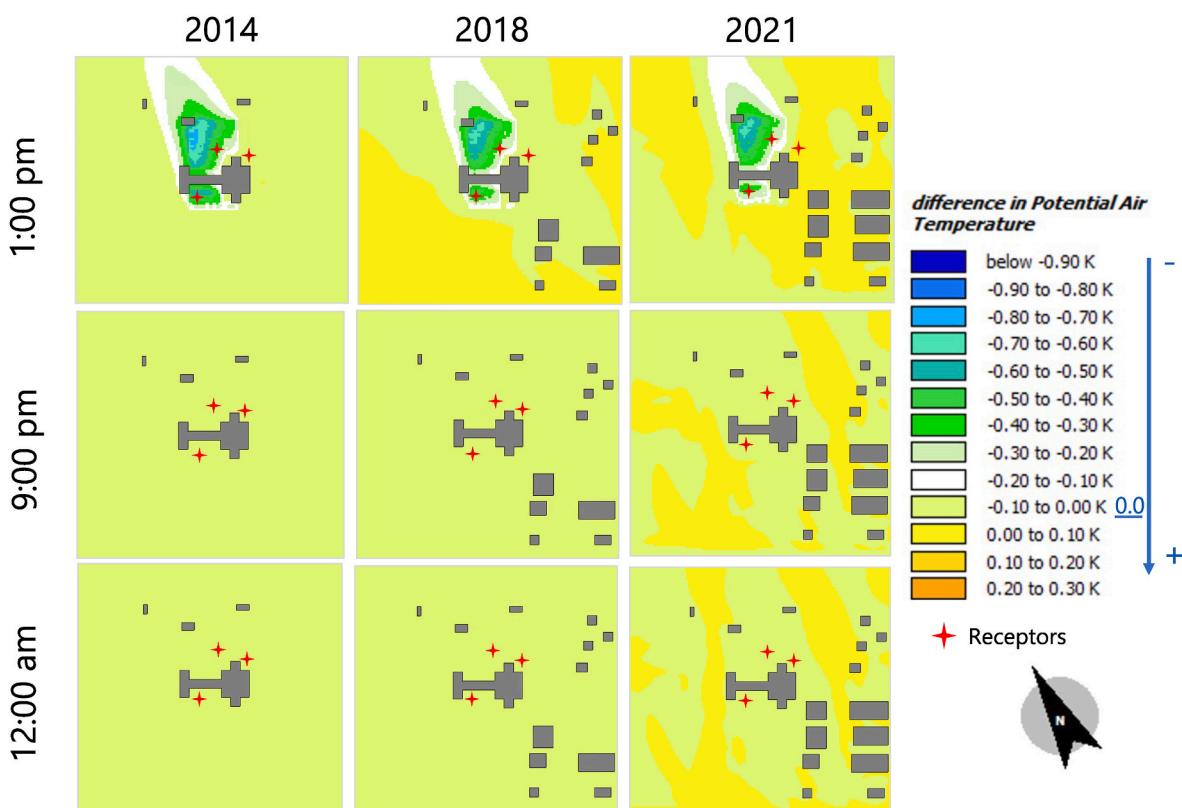 2014
2018
2021
1:00 pm
9:00 pm
12:00 am
difference in Potential Air
Temperature
below -0.90 K
-0.90 to -0.80 K
-0.80 to -0.70 K
-0.70 to -0.60 K
-0.60 to -0.50 K
-0.50 to -0.40 K
-0.40 to -0.30 K
-0.30 to -0.20 K
-0.20 to -0.10 K
-0.10 to 0.00 K
0.00 to 0.10 K
0.10 to 0.20 K
0.20 to 0.30 K
-
0.0
+
Receptors
N